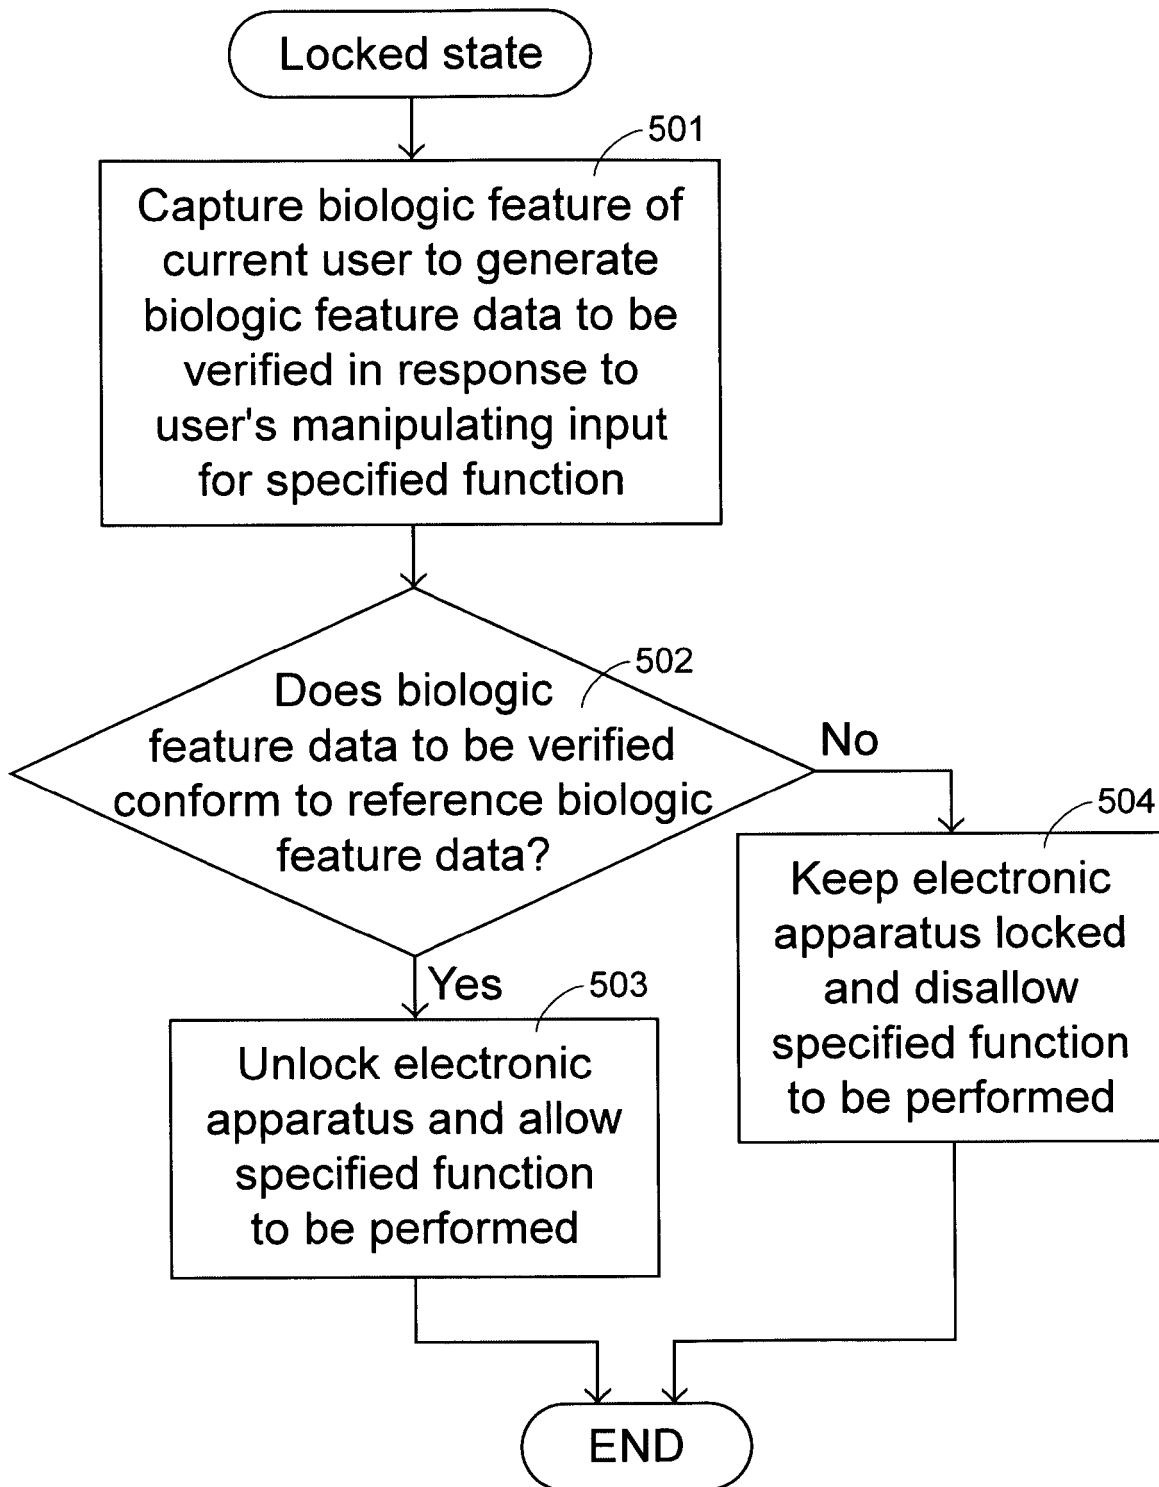 Locked state
501
Capture biologic feature of
current user to generate
biologic feature data to be
verified in response to
user's manipulating input
for specified function
502
Does biologic
feature data to be verified
conform to reference biologic
feature data?
No
504
Keep electronic
apparatus locked
and disallow
specified function
to be performed
Yes
503
Unlock electronic
apparatus and allow
specified function
to be performed
END